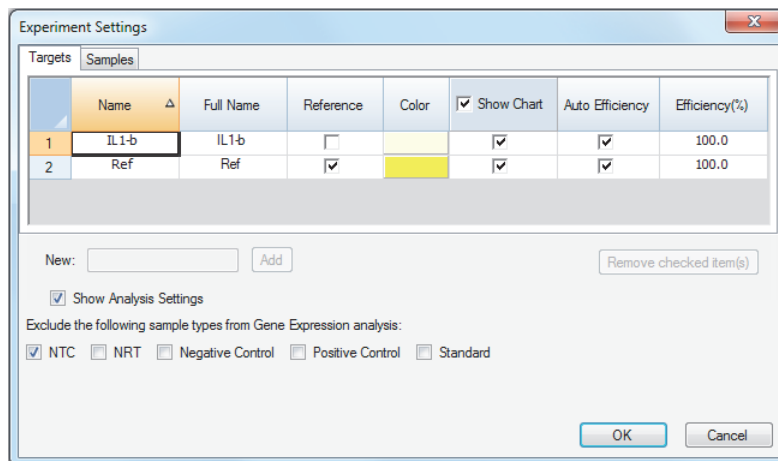 Experiment Settings
Targets Samples
Name Full Name Reference Color Show Chart Auto Efficiency Efficiency(%)
1 IL1-b IL1-b 100.0
2 Ref Ref 100.0
New: Add Remove checked item(s)
Show Analysis Settings
Exclude the following sample types from Gene Expression analysis:
NTC NRT Negative Control Positive Control Standard
OK Cancel